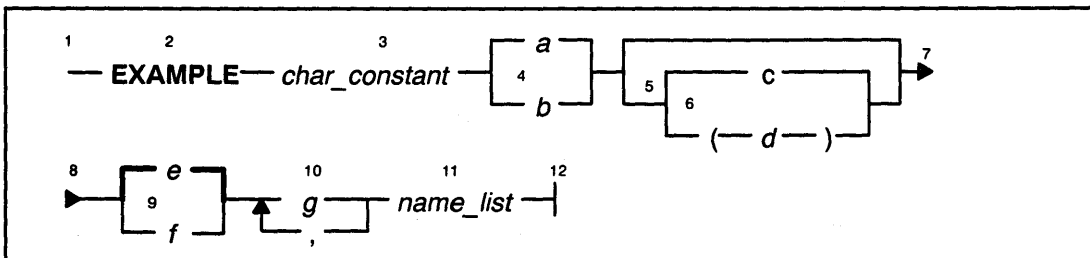 1 2 3
EXAMPLE char_constant
a
4
b
5
6
c
( d )
7
8
e
9
f
10
g
,
11
name_list
12